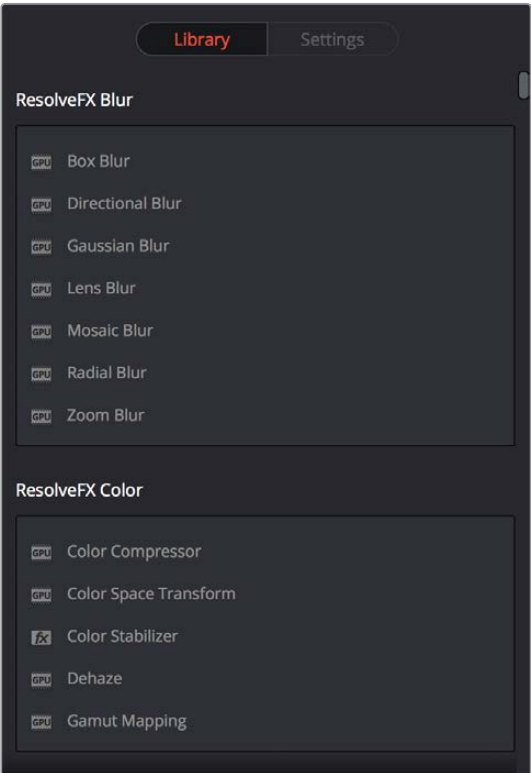 Library Settings
ResolveFX Blur
GPU Box Blur
GPU Directional Blur
GPU Gaussian Blur
GPU Lens Blur
GPU Mosaic Blur
GPU Radial Blur
GPU Zoom Blur
ResolveFX Color
GPU Color Compressor
GPU Color Space Transform
fx Color Stabilizer
GPU Dehaze
GPU Gamut Mapping